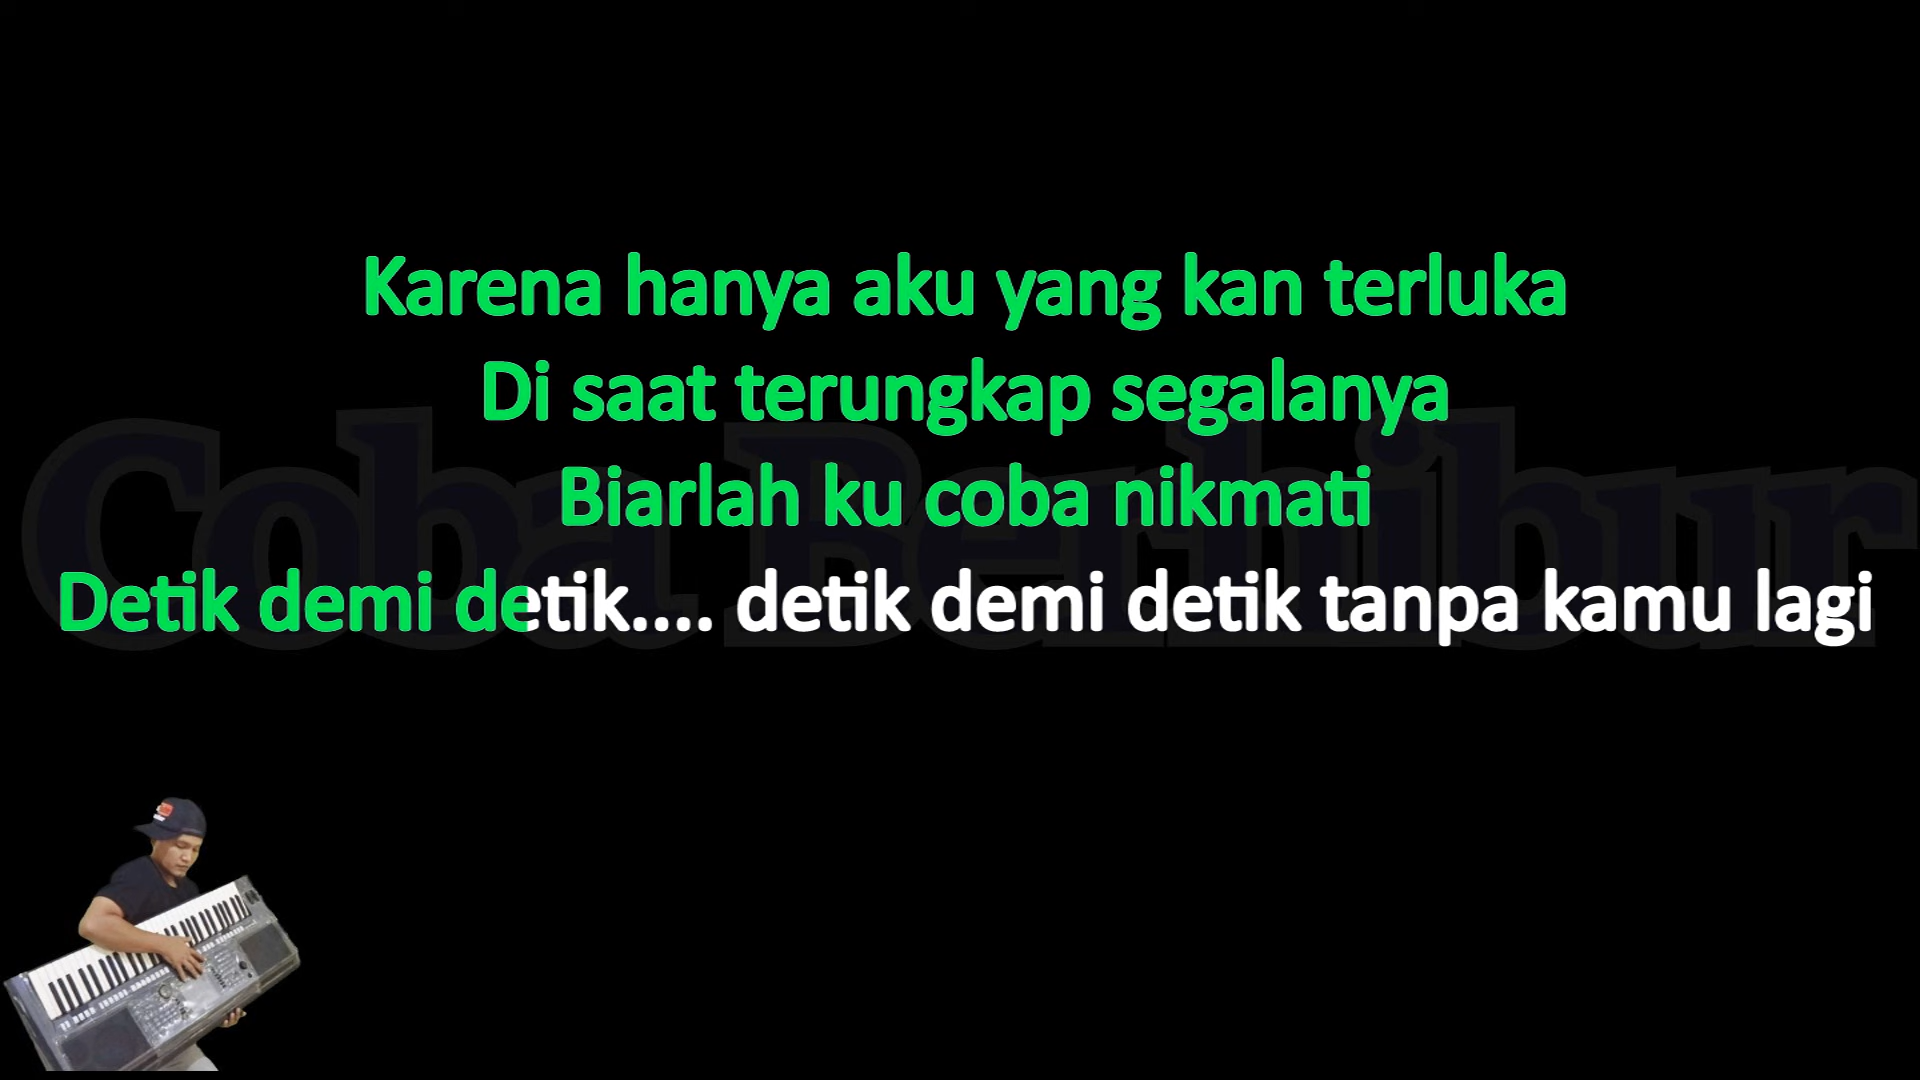 Karena hanya aku yang kan terluka
Di saat terungkap segalanya
Coba Berhibur
Biarlah ku coba nikmati
Detik demi detik.... detik demi detik tanpa kamu lagi